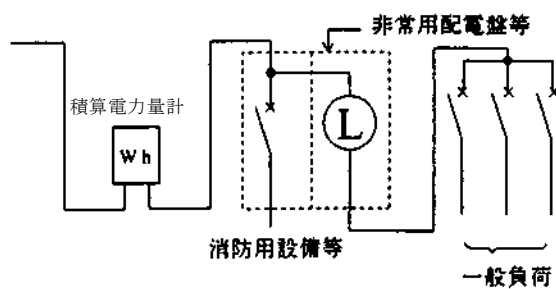 非常用配電盤等
積算電力量計
Wh
L
消防用設備等
一般負荷